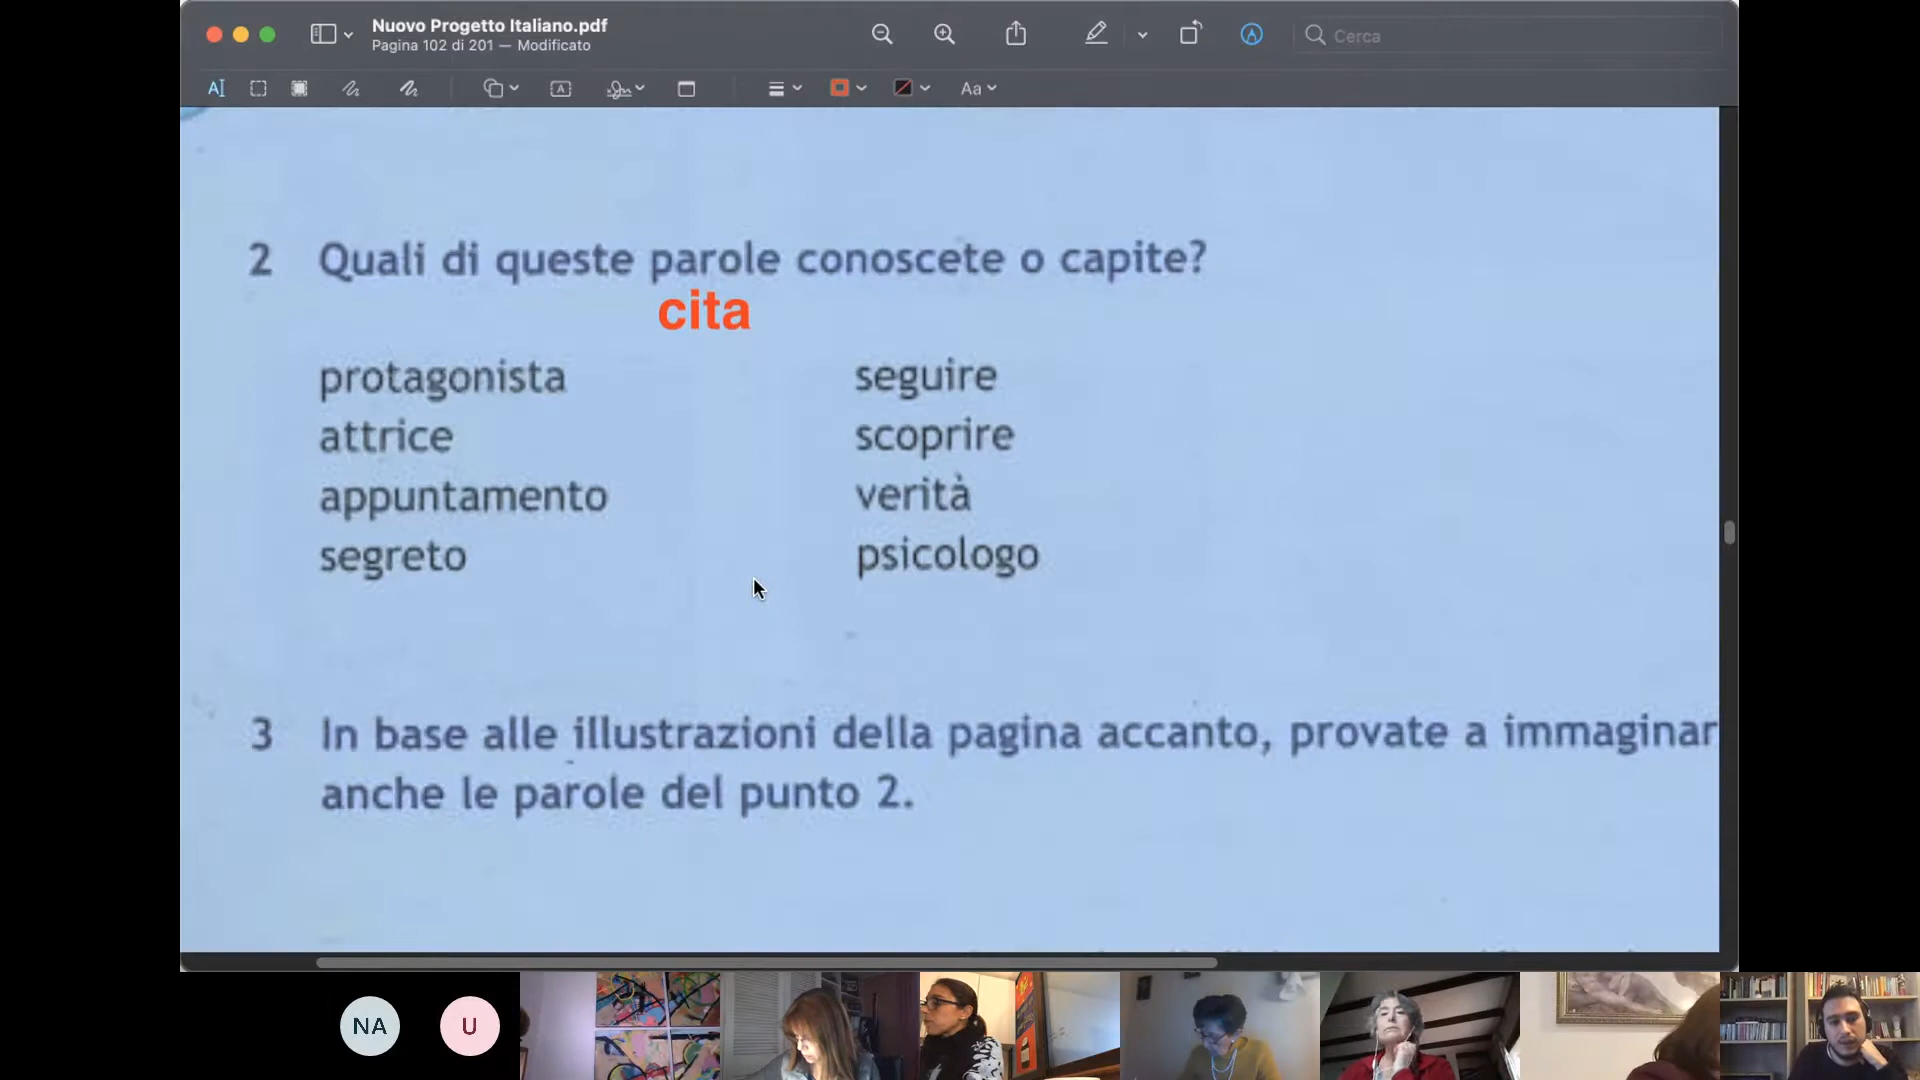 Nuovo Progetto Italiano.pdf
Pagina 102 di 201 — Modificato
Cerca
Aa
2 Quali di queste parole conoscete o capite?
cita
protagonista
attrice
appuntamento
segreto
seguire
scoprire
verità
psicologo
3 In base alle illustrazioni della pagina accanto, provate a immaginar
anche le parole del punto 2.
NA
U